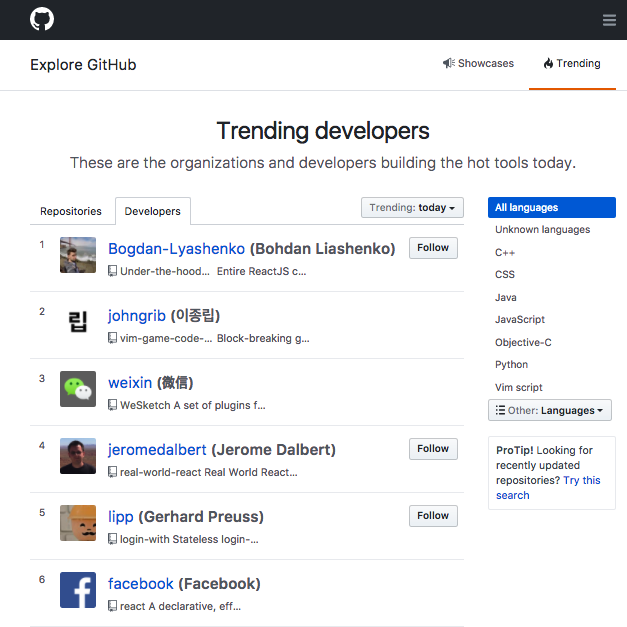 Explore GitHub
Showcases
Trending
Trending developers
These are the organizations and developers building the hot tools today.
Repositories
Developers
Trending: today
1
Bogdan-Lyashenko (Bohdan Liashenko)
Follow
Under-the-hood... Entire ReactJS c...
2
립
johngrib (이종립)
vim-game-code-... Block-breaking g...
3
weixin (微信)
WeSketch A set of plugins f...
4
jeromedalbert (Jerome Dalbert)
Follow
real-world-react Real World React...
5
lipp (Gerhard Preuss)
Follow
login-with Stateless login-...
6
f
facebook (Facebook)
react A declarative, eff...
All languages
Unknown languages
C++
CSS
Java
JavaScript
Objective-C
Python
Vim script
Other: Languages
ProTip! Looking for
recently updated
repositories? Try this
search